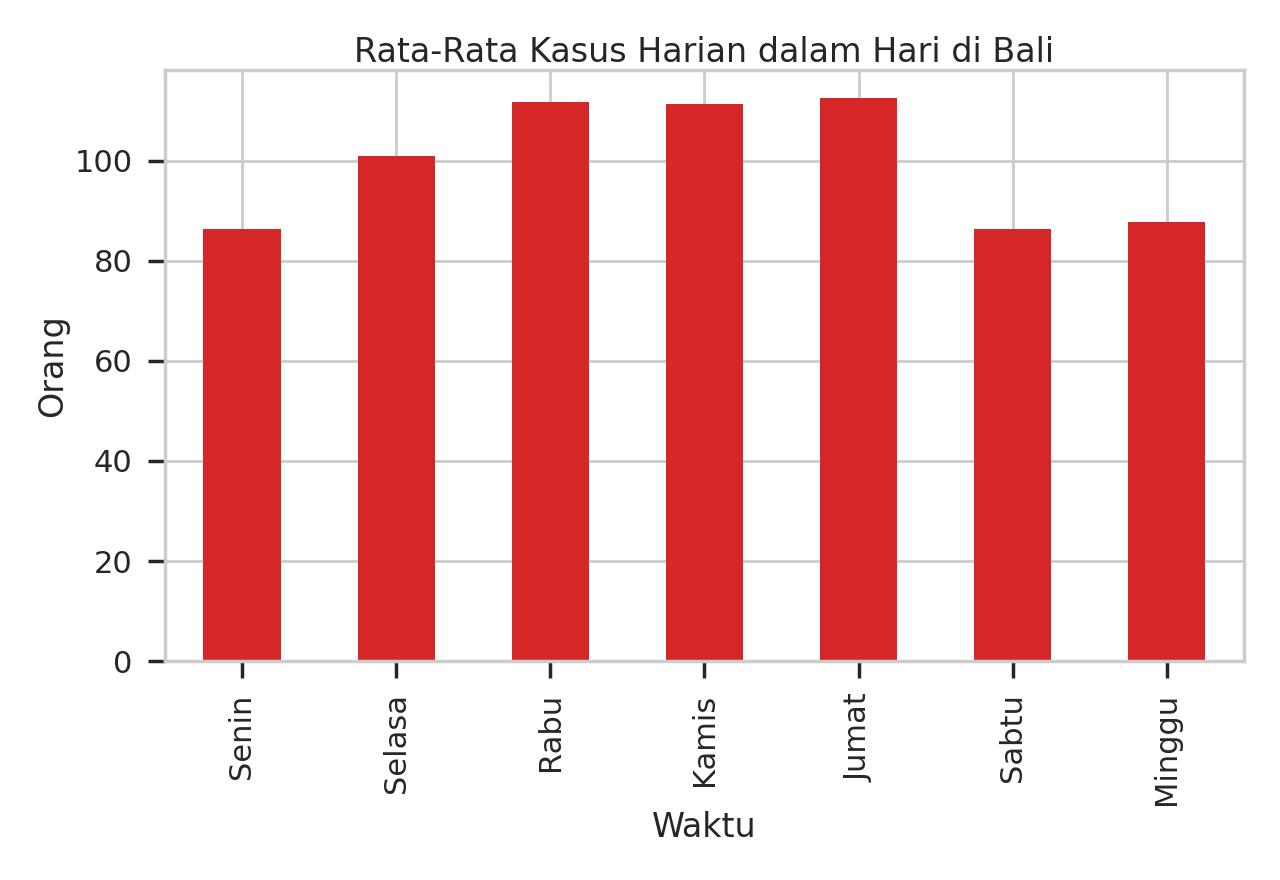 Rata-Rata Kasus Harian dalam Hari di Bali
Orang
100
80
60
40
20
0
Senin
Selasa
Rabu
Kamis
Jumat
Sabtu
Minggu
Waktu